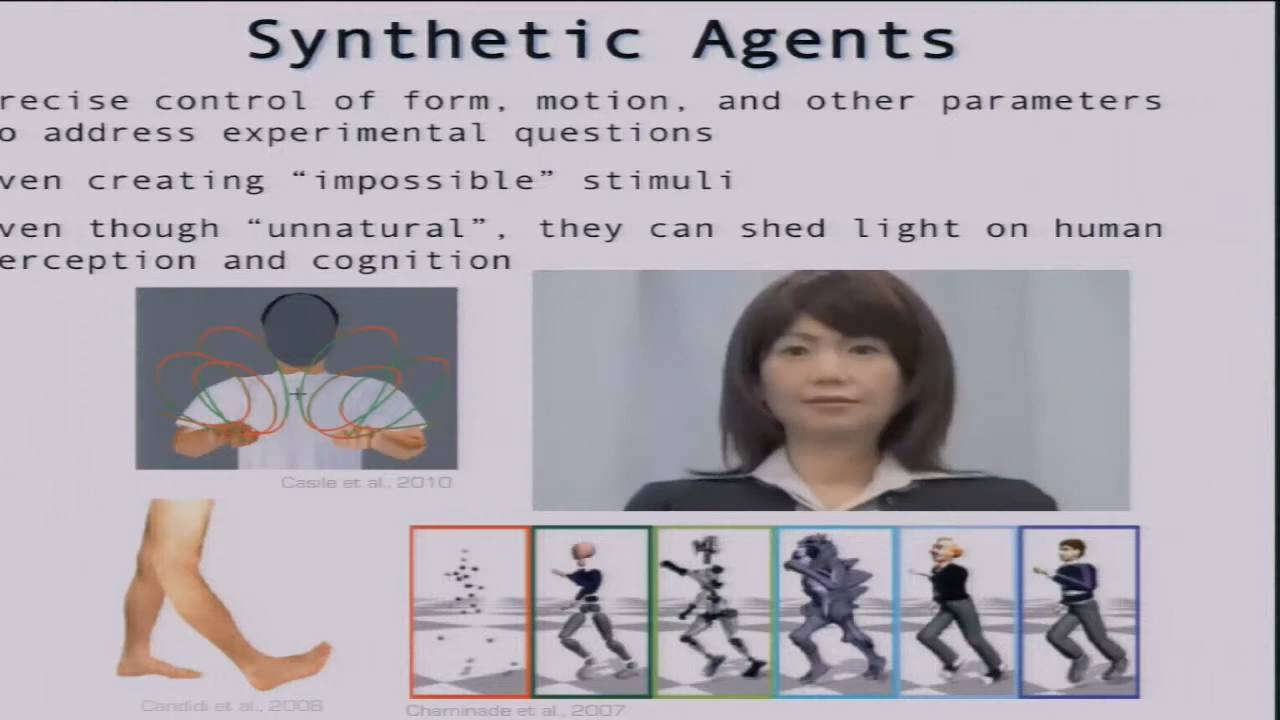 Synthetic Agents
recise control of form, motion, and other parameters
o address experimental questions
ven creating “impossible” stimuli
ven though “unnatural”, they can shed light on human
erception and cognition
Casile et al., 2010
Candidi et al., 2008
Chaminade et al., 2007